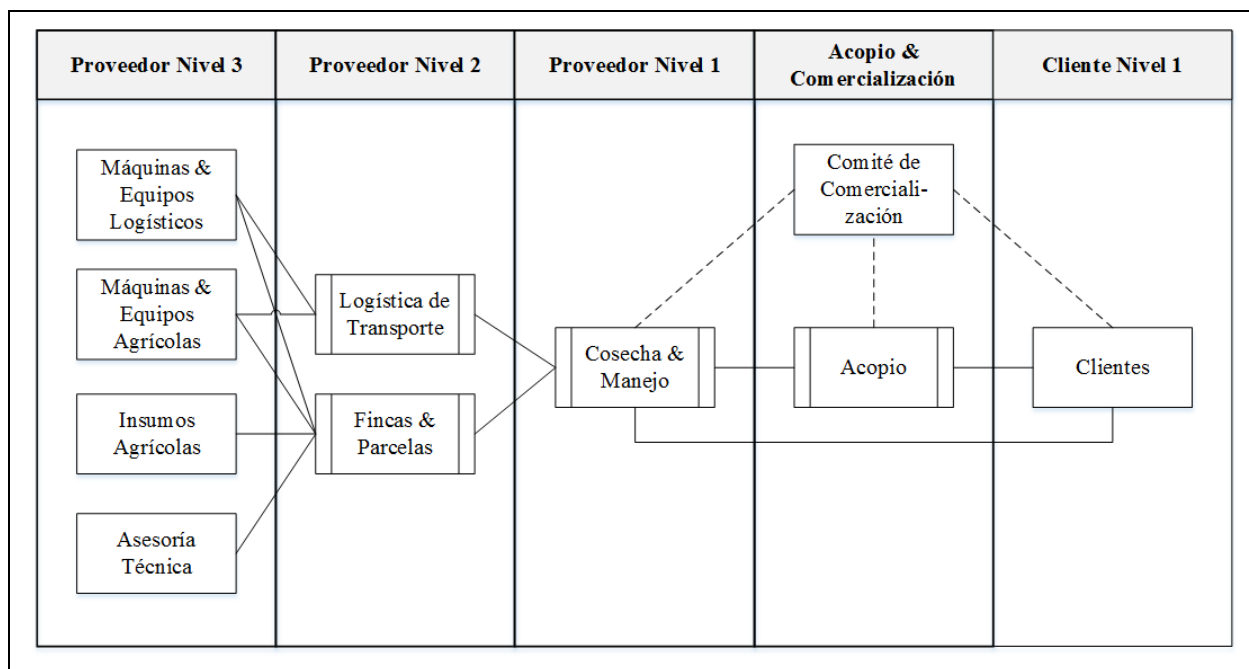 Proveedor Nivel 3
Proveedor Nivel 2
Proveedor Nivel 1
Acopio &
Comercialización
Cliente Nivel 1
Máquinas &
Equipos
Logísticos
Máquinas &
Equipos
Agrícolas
Insumos
Agrícolas
Asesoría
Técnica
Logística de
Transporte
Fincas &
Parcelas
Cosecha &
Manejo
Comité de
Comerciali-
zación
Acopio
Clientes